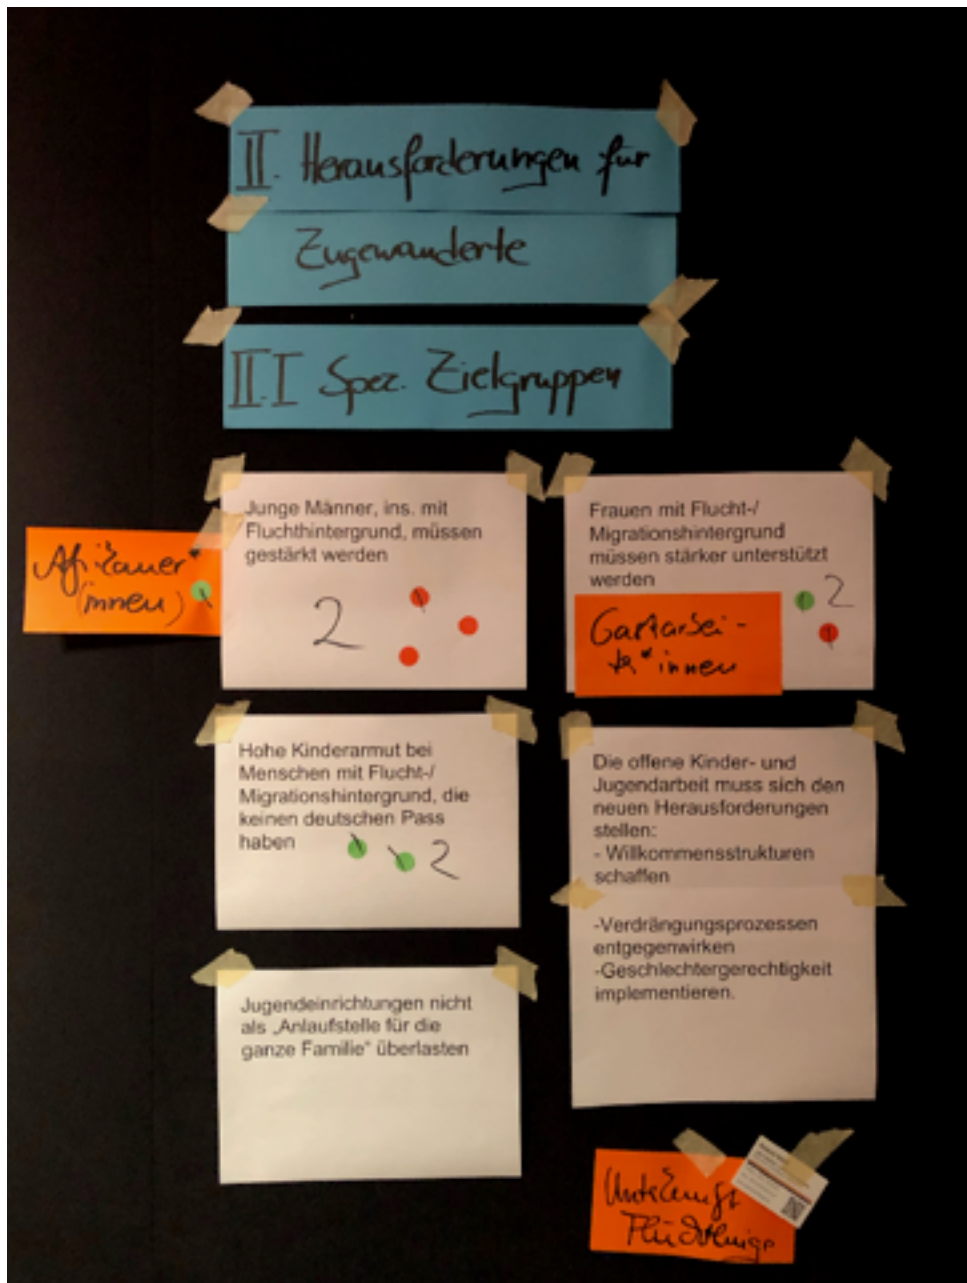 II. Herausforderungen für
Zugewanderte
II.I Spez. Zielgruppen
Junge Männer, ins. mit
Fluchthintergrund, müssen
gestärkt werden
2
Afrikaner*
(innen)
Frauen mit Flucht-/
Migrationshintergrund
müssen stärker unterstützt
werden
2
Gastarbei-
ter*innen
Hohe Kinderarmut bei
Menschen mit Flucht-/
Migrationshintergrund, die
keinen deutschen Pass
haben
2
Die offene Kinder- und
Jugendarbeit muss sich den
neuen Herausforderungen
stellen:
- Willkommensstrukturen
schaffen
-Verdrängungsprozessen
entgegenwirken
-Geschlechtergerechtigkeit
implementieren.
Jugendeinrichtungen nicht
als „Anlaufstelle für die
ganze Familie“ überlasten
Unterkunft
Flüchtlinge